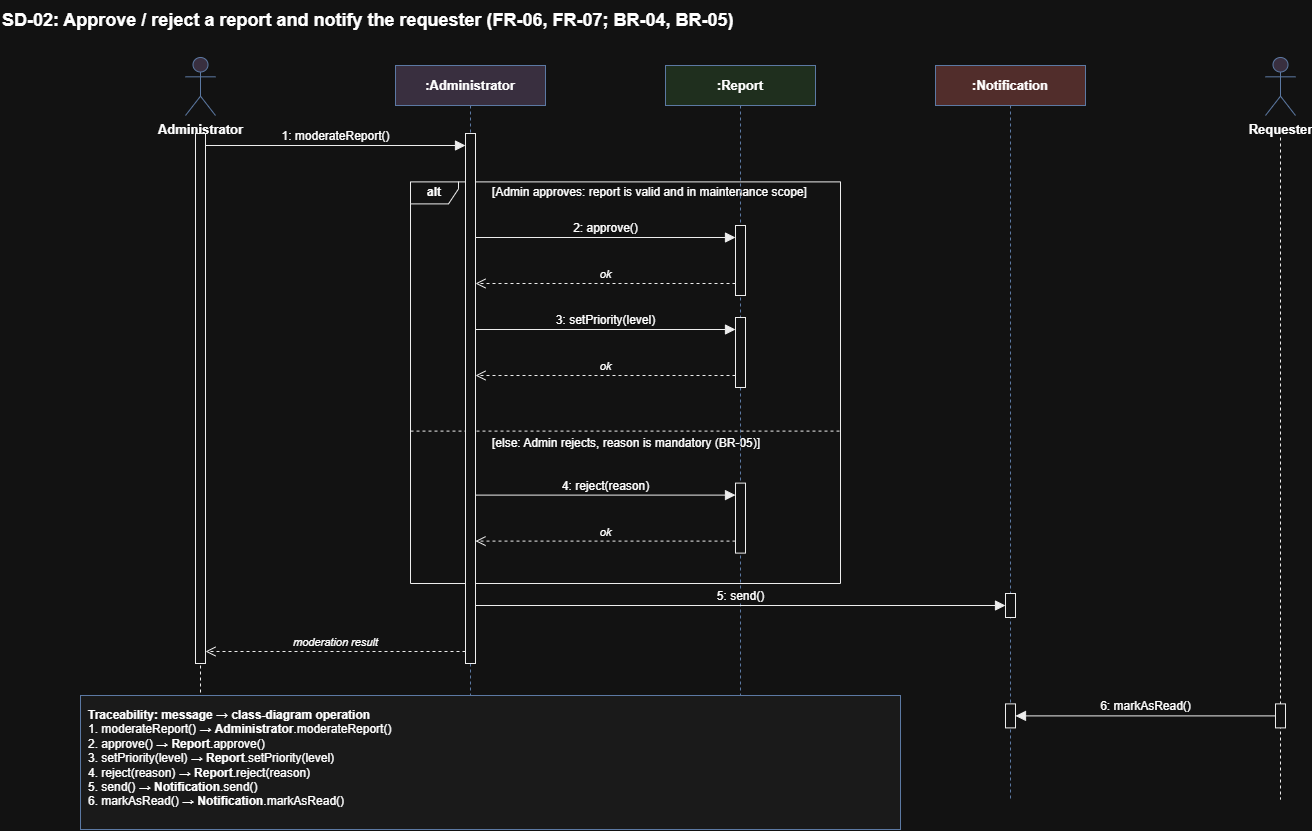 SD-02: Approve / reject a report and notify the requester (FR-06, FR-07; BR-04, BR-05)
:Administrator
:Report
:Notification
Administrator
Requester
1: moderateReport()
alt
[Admin approves: report is valid and in maintenance scope]
2: approve()
ok
3: setPriority(level)
ok
[else: Admin rejects, reason is mandatory (BR-05)]
4: reject(reason)
ok
5: send()
moderation result
6: markAsRead()
Traceability: message → class-diagram operation
1. moderateReport() → Administrator.moderateReport()
2. approve() → Report.approve()
3. setPriority(level) → Report.setPriority(level)
4. reject(reason) → Report.reject(reason)
5. send() → Notification.send()
6. markAsRead() → Notification.markAsRead()